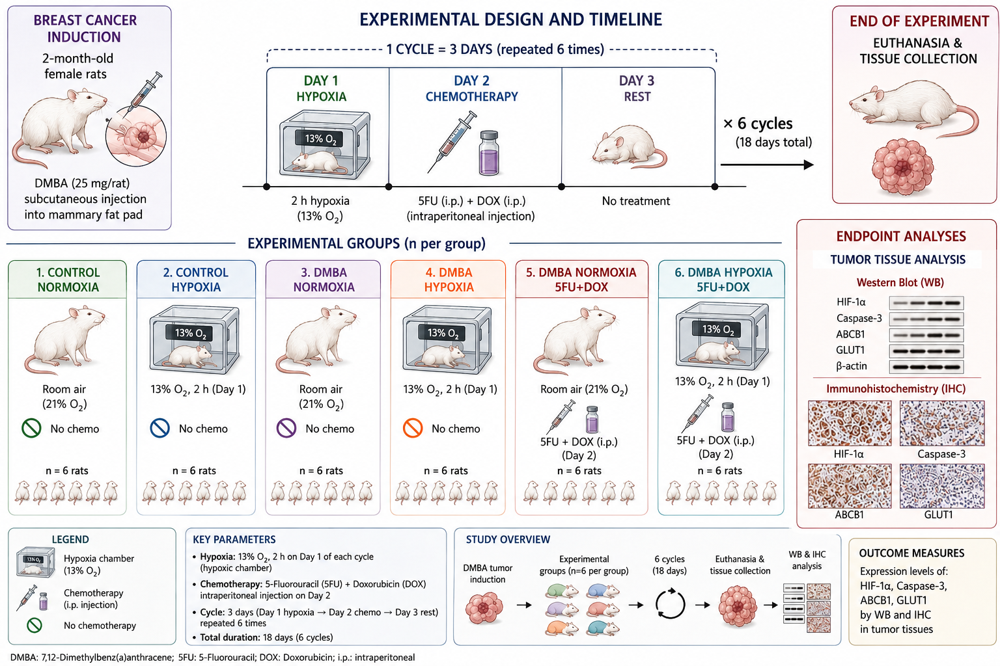 BREAST CANCER
INDUCTION
2-month-old
female rats
DMBA (25 mg/rat)
subcutaneous injection
into mammary fat pad
EXPERIMENTAL DESIGN AND TIMELINE
1 CYCLE = 3 DAYS (repeated 6 times)
DAY 1
HYPOXIA
13% O₂
2 h hypoxia
(13% O₂)
DAY 2
CHEMOTHERAPY
5FU (i.p.) + DOX (i.p.)
(intraperitoneal injection)
DAY 3
REST
No treatment
× 6 cycles
(18 days total)
END OF EXPERIMENT
EUTHANASIA &
TISSUE COLLECTION
EXPERIMENTAL GROUPS (n per group)
1. CONTROL
NORMOXIA
Room air
(21% O₂)
No chemo
n = 6 rats
2. CONTROL
HYPOXIA
13% O₂
13% O₂, 2 h (Day 1)
No chemo
n = 6 rats
3. DMBA
NORMOXIA
Room air
(21% O₂)
No chemo
n = 6 rats
4. DMBA
HYPOXIA
13% O₂
13% O₂, 2 h (Day 1)
No chemo
n = 6 rats
5. DMBA NORMOXIA
5FU+DOX
Room air (21% O₂)
5FU + DOX (i.p.)
(Day 2)
n = 6 rats
6. DMBA HYPOXIA
5FU+DOX
13% O₂
13% O₂, 2 h (Day 1)
5FU + DOX (i.p.)
(Day 2)
n = 6 rats
ENDPOINT ANALYSES
TUMOR TISSUE ANALYSIS
Western Blot (WB)
HIF-1α
Caspase-3
ABCB1
GLUT1
β-actin
Immunohistochemistry (IHC)
HIF-1α
Caspase-3
ABCB1
GLUT1
LEGEND
13% O₂
Hypoxia chamber
(13% O₂)
Chemotherapy
(i.p. injection)
No chemotherapy
KEY PARAMETERS
• Hypoxia: 13% O₂, 2 h on Day 1 of each cycle
(hypoxic chamber)
• Chemotherapy: 5-Fluorouracil (5FU) + Doxorubicin (DOX)
intraperitoneal injection on Day 2
• Cycle: 3 days (Day 1 hypoxia → Day 2 chemo → Day 3 rest)
repeated 6 times
• Total duration: 18 days (6 cycles)
STUDY OVERVIEW
DMBA tumor
induction
Experimental
groups (n=6 per group)
6 cycles
(18 days)
Euthanasia &
tissue collection
WB & IHC
analysis
OUTCOME MEASURES
Expression levels of:
HIF-1α, Caspase-3,
ABCB1, GLUT1
by WB and IHC
in tumor tissues
DMBA: 7,12-Dimethylbenz(a)anthracene; 5FU: 5-Fluorouracil; DOX: Doxorubicin; i.p.: intraperitoneal